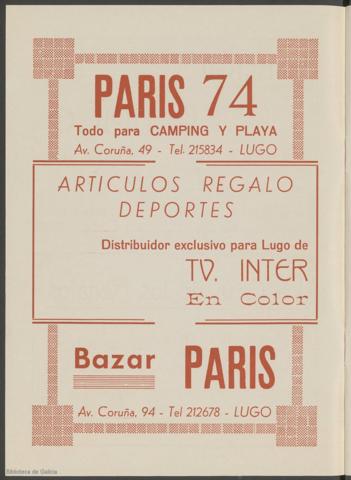 PARIS 74
Todo para CAMPING Y PLAYA
Av. Coruña, 49 - Tel. 215834 - LUGO
ARTICULOS REGALO
DEPORTES
Distribuidor exclusivo para Lugo de
TV. INTER
En Color
Bazar PARIS
Av. Coruña, 94 - Tel 212678 - LUGO
Biblioteca de Galicia